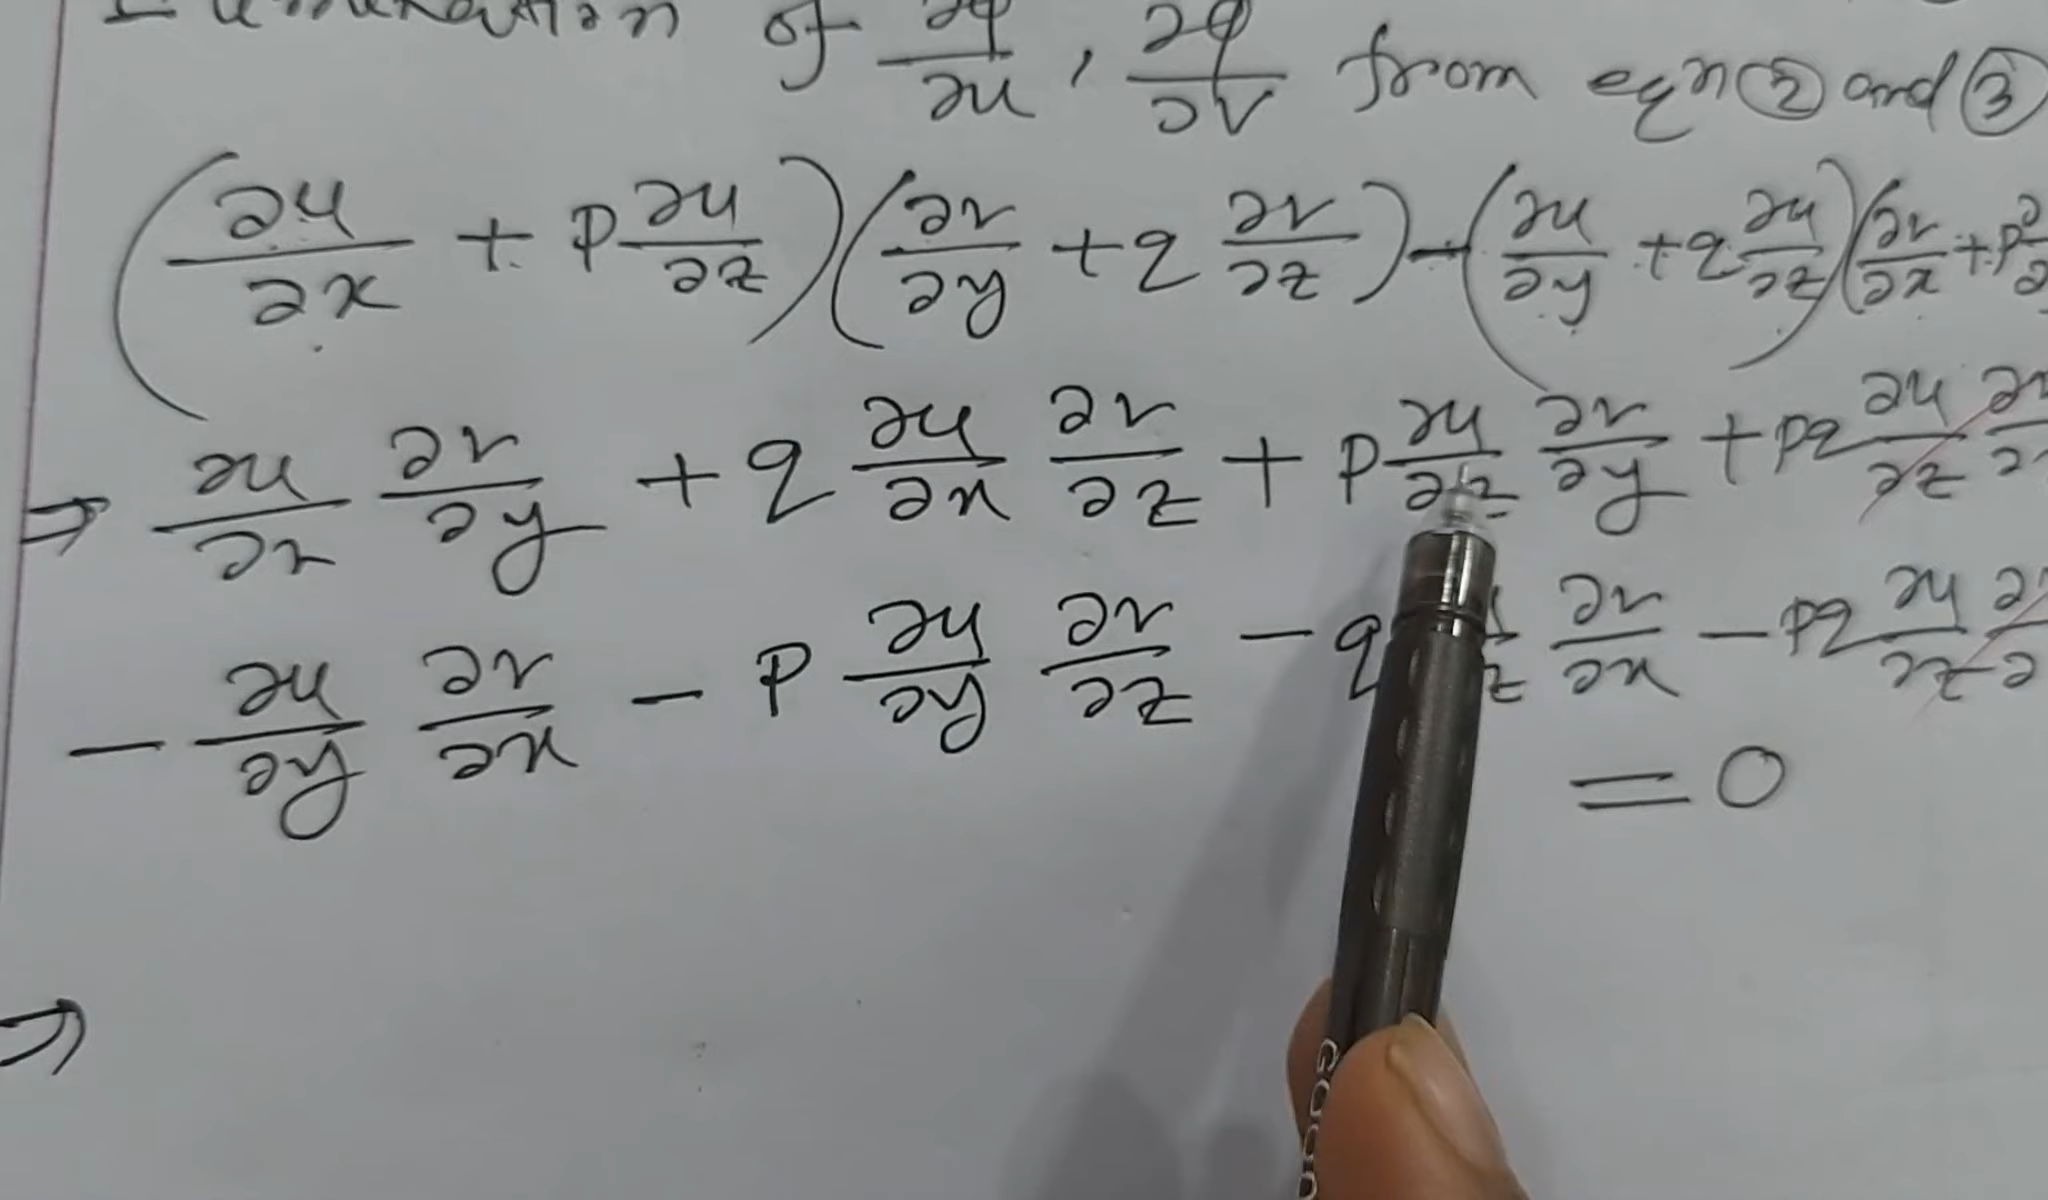 of ∂φ/∂u , ∂φ/∂v from eqn ② and ③
(∂u/∂x + p ∂u/∂z)(∂v/∂y + q ∂v/∂z) - (∂u/∂y + q ∂u/∂z)(∂v/∂x + p
⇒ ∂u/∂x ∂v/∂y + q ∂u/∂x ∂v/∂z + p ∂u/∂z ∂v/∂y + pq ∂u/∂z
- ∂u/∂y ∂v/∂x - p ∂u/∂y ∂v/∂z - q ∂v/∂x - pq ∂u/∂z
= 0
⇒